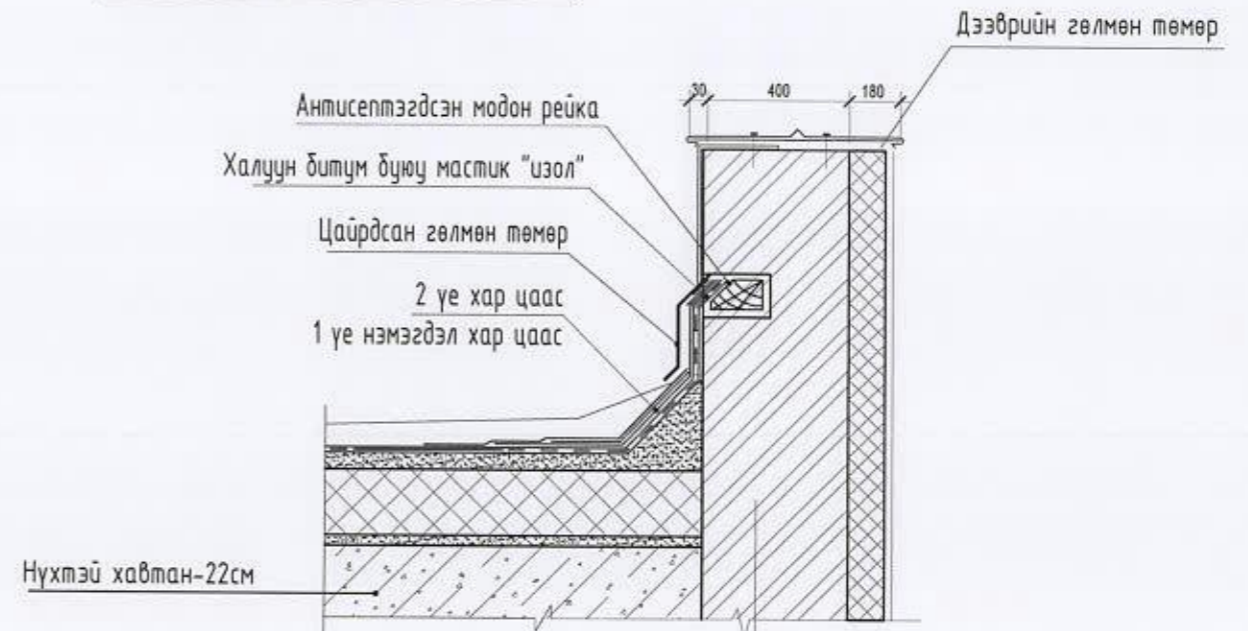 Дээврийн гөлмөн төмөр
30 400 180
Антисептэгдсэн модон рейка
Халуун битум буюу мастик "изол"
Цайрдсан гөлмөн төмөр
2 үе хар цаас
1 үе нэмэгдэл хар цаас
Нүхтэй хавтан-22см